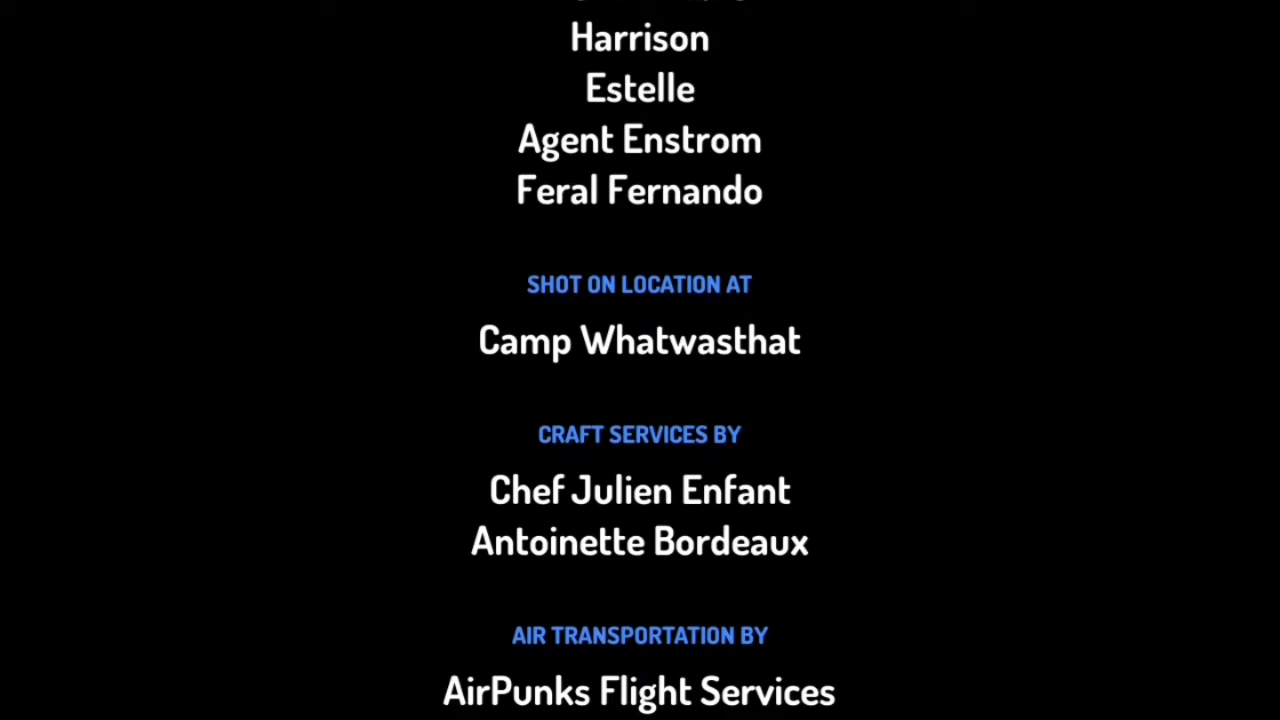 Harrison
Estelle
Agent Enstrom
Feral Fernando
SHOT ON LOCATION AT
Camp Whatwasthat
CRAFT SERVICES BY
Chef Julien Enfant
Antoinette Bordeaux
AIR TRANSPORTATION BY
AirPunks Flight Services